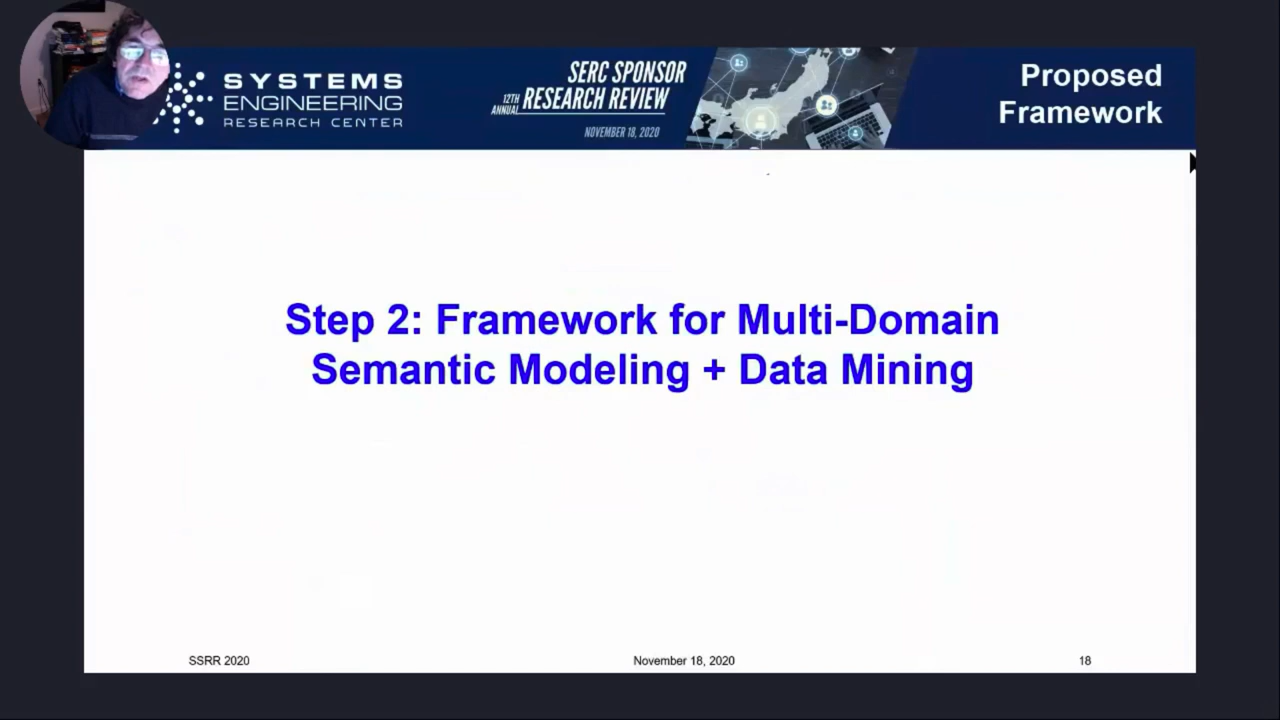 SYSTEMS
ENGINEERING
RESEARCH CENTER
SERC SPONSOR
12TH ANNUAL RESEARCH REVIEW
NOVEMBER 18, 2020
Proposed
Framework
Step 2: Framework for Multi-Domain
Semantic Modeling + Data Mining
SSRR 2020
November 18, 2020
18